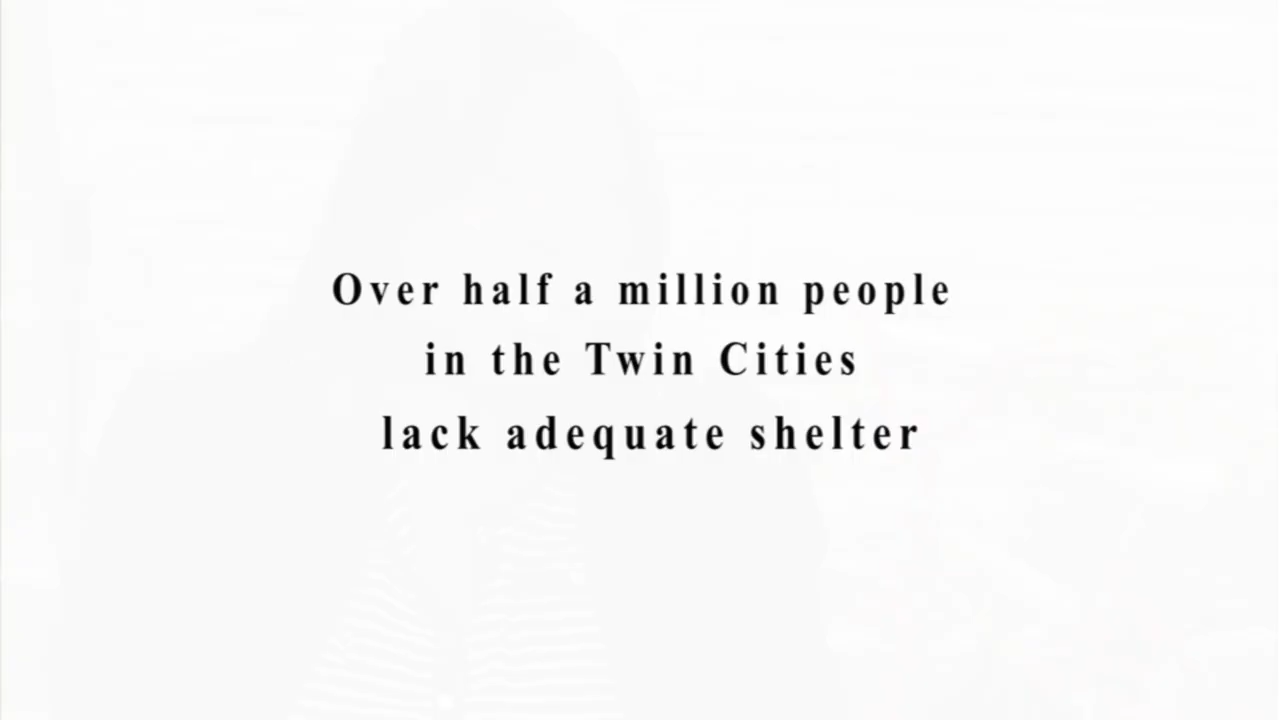 Over half a million people
in the Twin Cities
lack adequate shelter